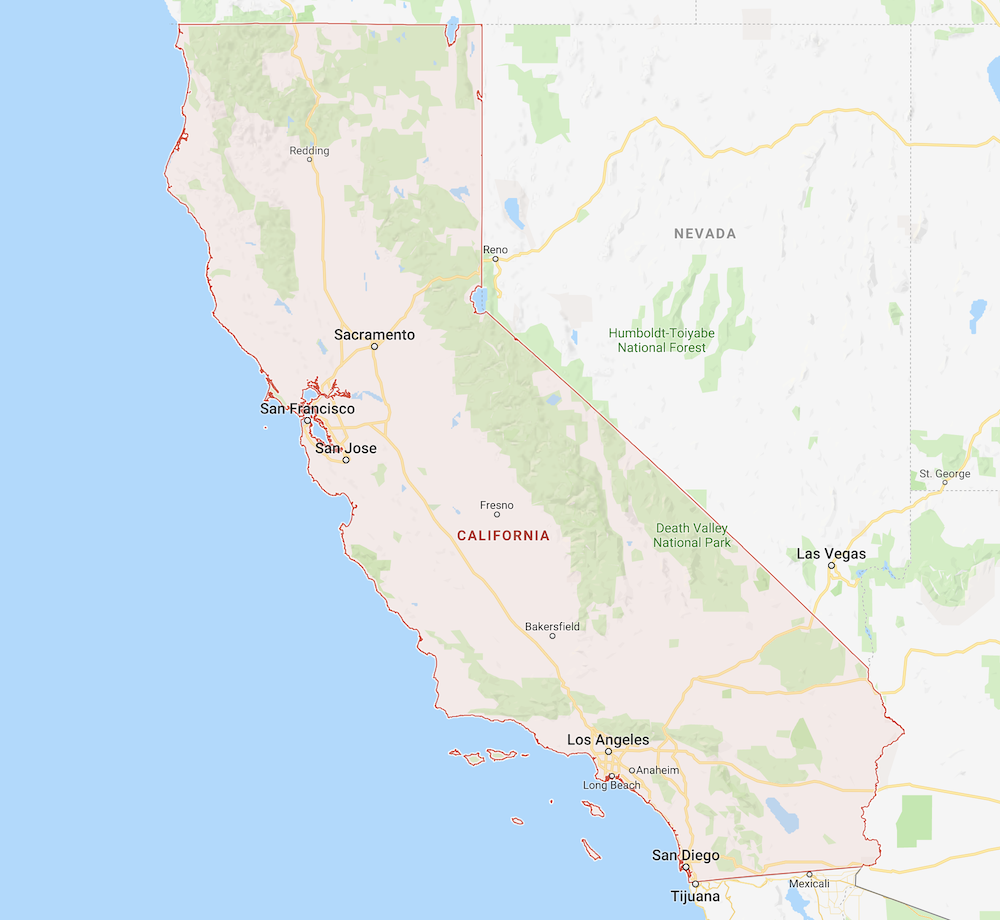 Redding
NEVADA
Reno
Humboldt-Toiyabe
National Forest
Sacramento
San Francisco
San Jose
St. George
Fresno
CALIFORNIA
Death Valley
National Park
Las Vegas
Bakersfield
Los Angeles
Anaheim
Long Beach
San Diego
Mexicali
Tijuana